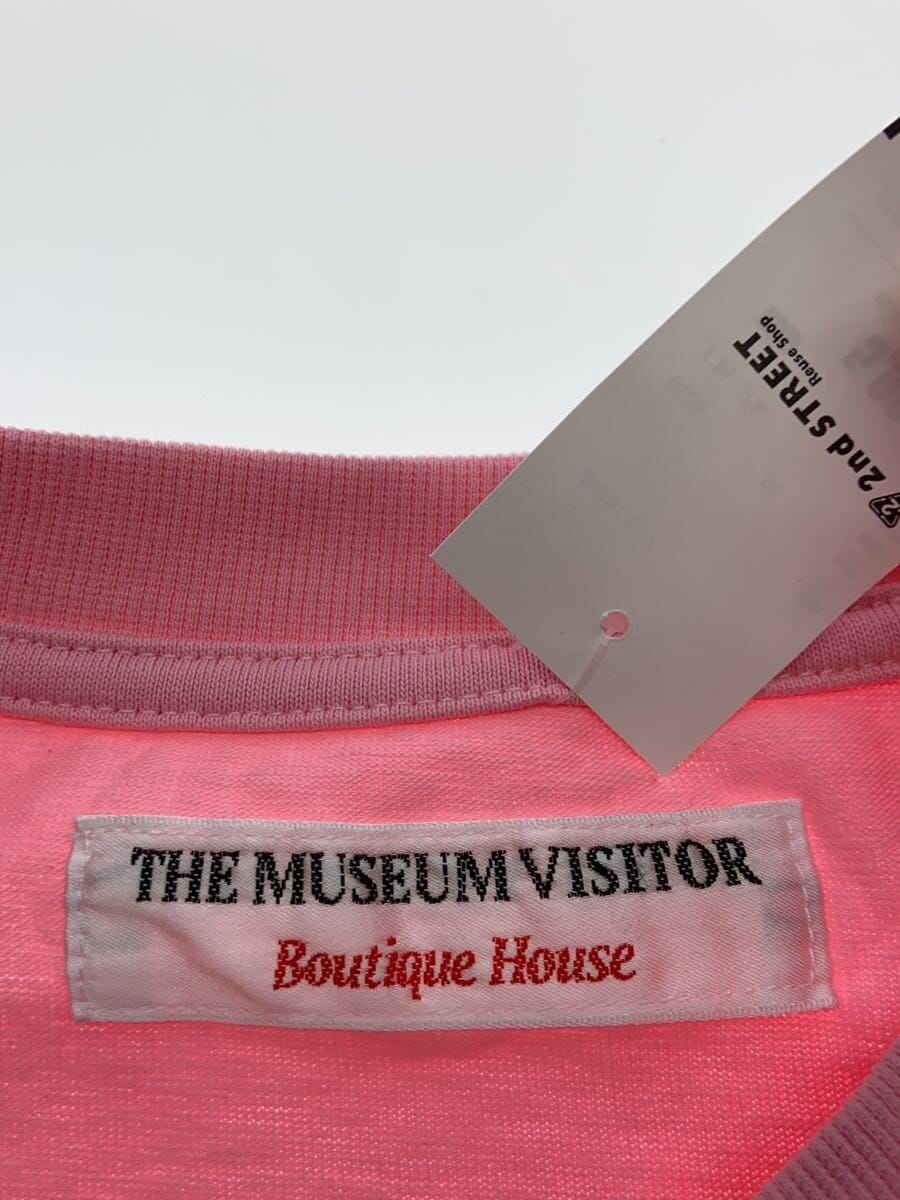 2nd STREET
Reuse Shop
THE MUSEUM VISITOR
Boutique House